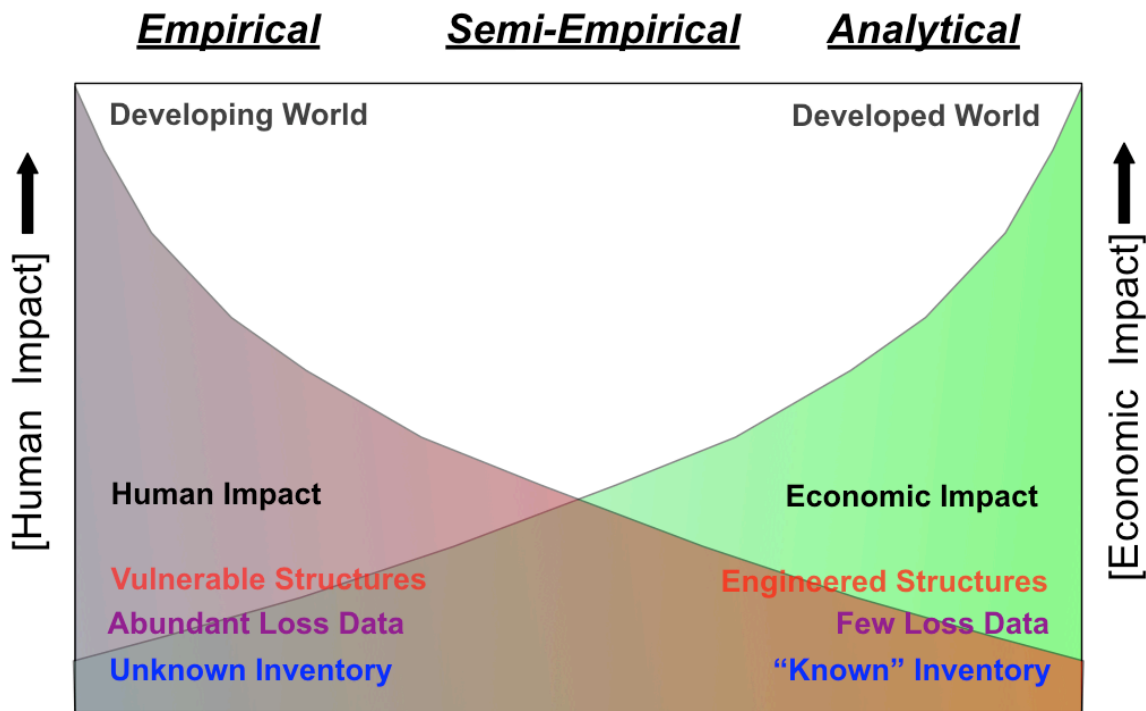 Empirical
Semi-Empirical
Analytical
Developing World
Developed World
[Human Impact]
[Economic Impact]
Human Impact
Economic Impact
Vulnerable Structures
Engineered Structures
Abundant Loss Data
Few Loss Data
Unknown Inventory
“Known” Inventory